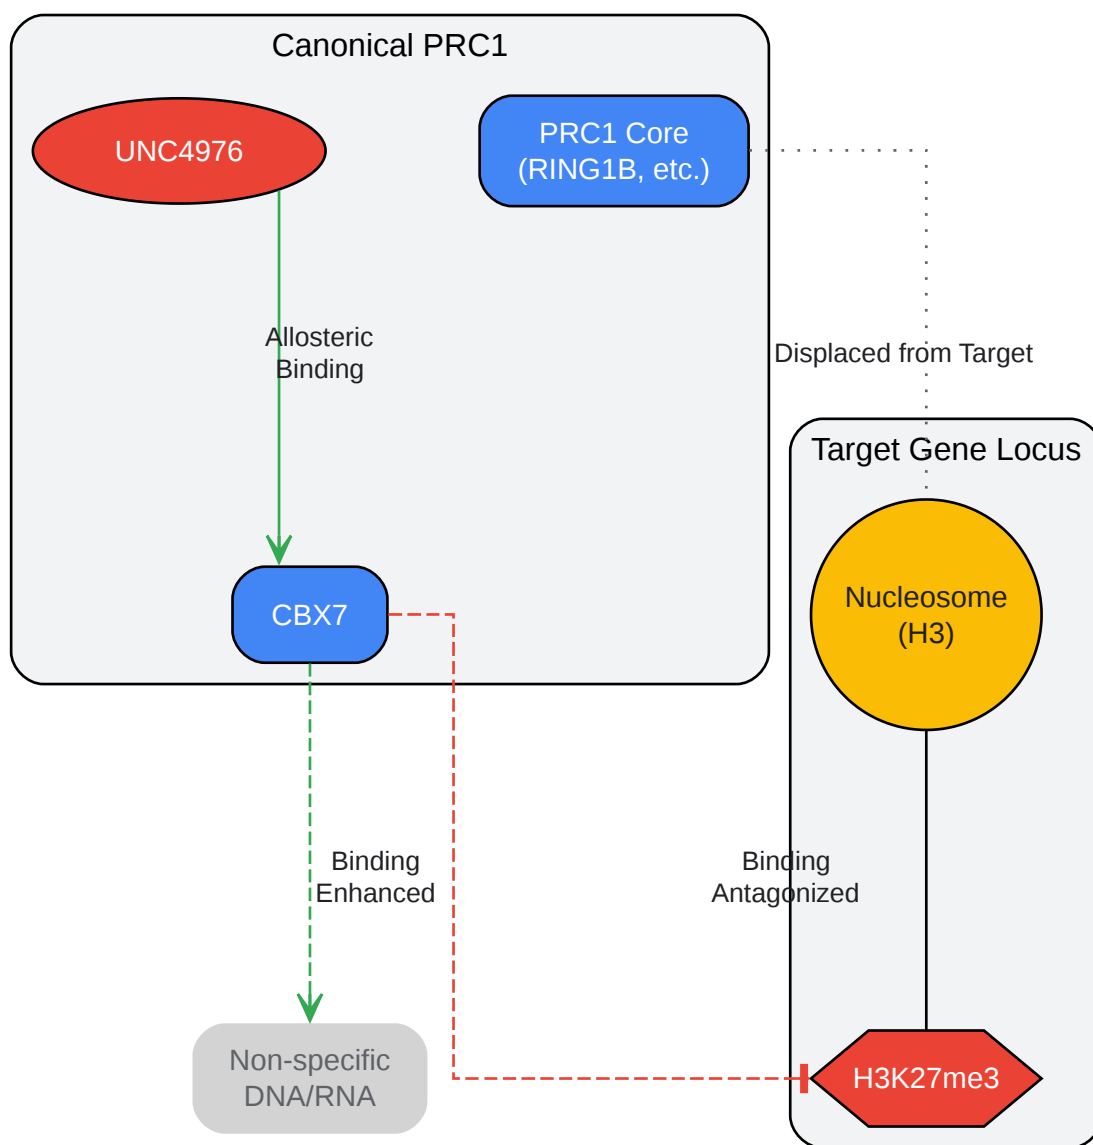 Canonical PRC1
UNC4976
PRC1 Core
(RING1B, etc.)
Allosteric
Binding
Displaced from Target
Target Gene Locus
CBX7
Nucleosome
(H3)
Binding
Enhanced
Binding
Antagonized
Non-specific
DNA/RNA
H3K27me3